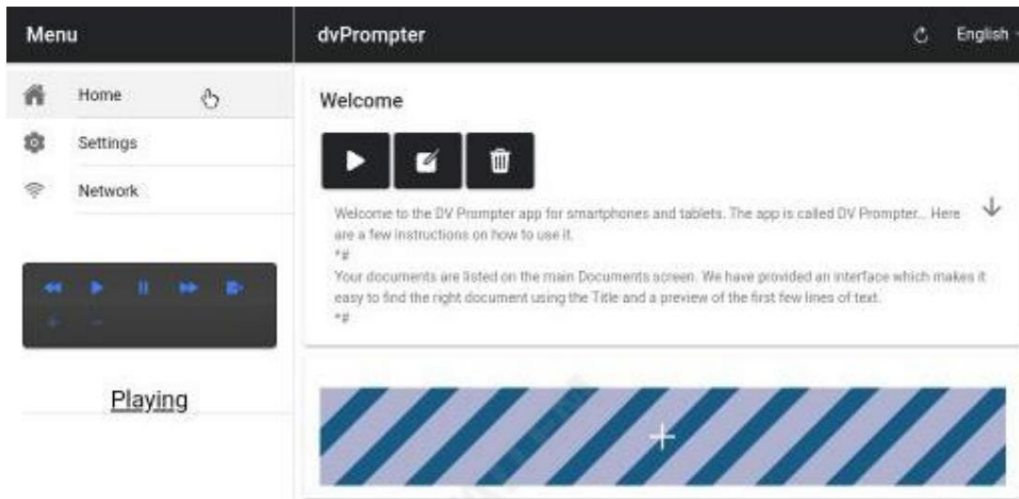 Menu
dvPrompter
English
Home
Settings
Network
Playing
Welcome
Welcome to the DV Prompter app for smartphones and tablets. The app is called DV Prompter... Here
are a few instructions on how to use it.
*#
Your documents are listed on the main Documents screen. We have provided an interface which makes it
easy to find the right document using the Title and a preview of the first few lines of text.
*#